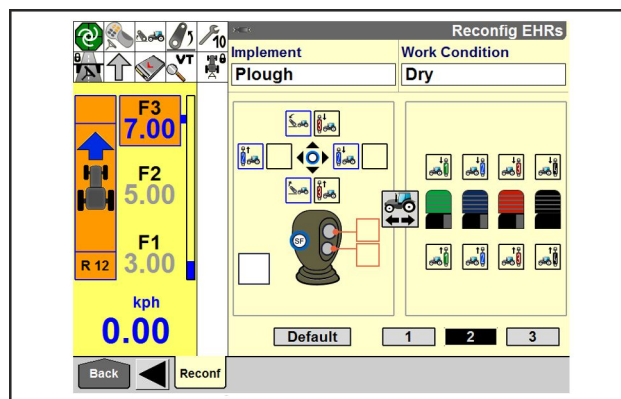 10
VT
Reconfig EHRs
Implement
Work Condition
Plough
Dry
F3
7.00
F2
5.00
F1
3.00
R 12
kph
0.00
SF
Default
1
2
3
Back
Reconf